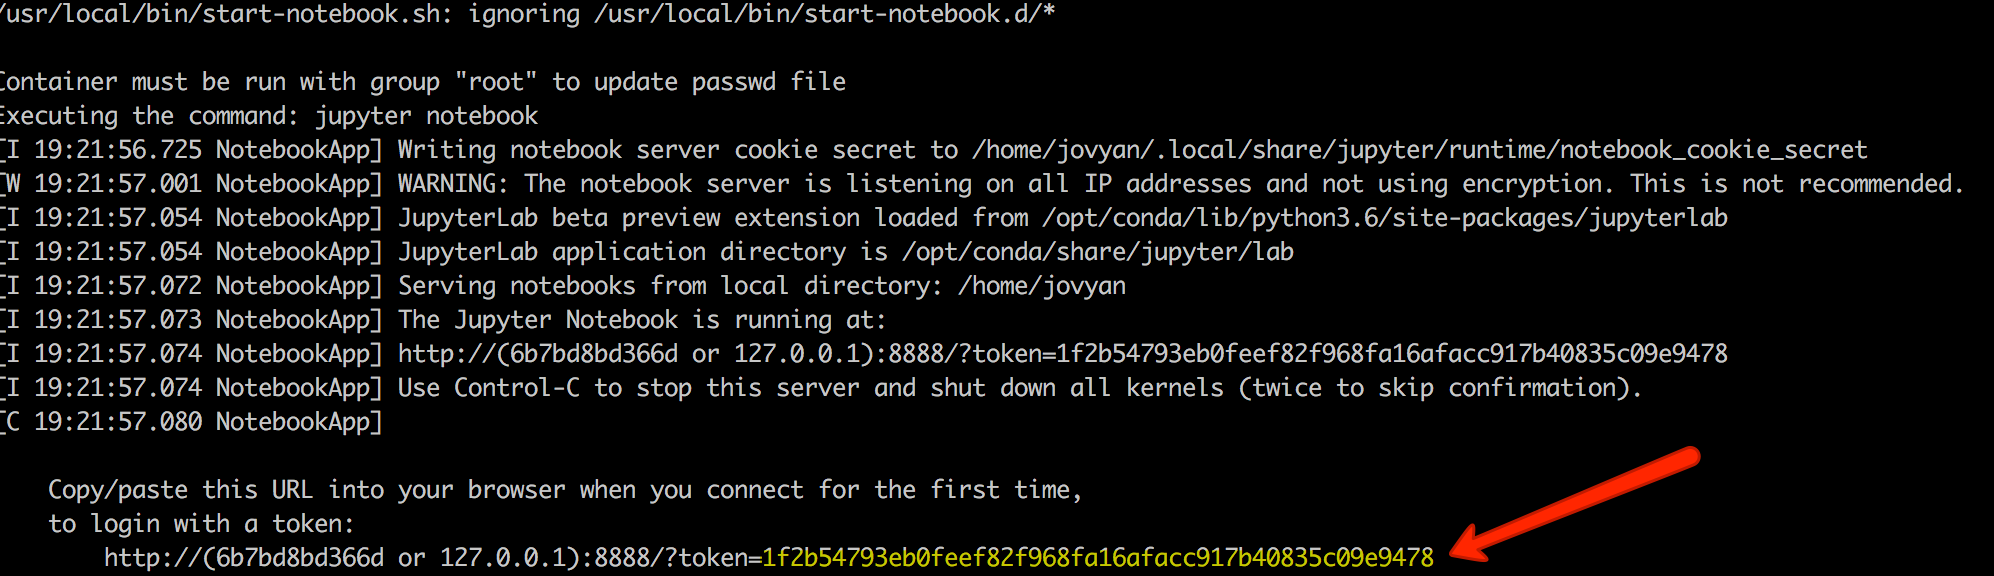 /usr/local/bin/start-notebook.sh: ignoring /usr/local/bin/start-notebook.d/*
Container must be run with group "root" to update passwd file
Executing the command: jupyter notebook
[I 19:21:56.725 NotebookApp] Writing notebook server cookie secret to /home/jovyan/.local/share/jupyter/runtime/notebook_cookie_secret
[W 19:21:57.001 NotebookApp] WARNING: The notebook server is listening on all IP addresses and not using encryption. This is not recommended.
[I 19:21:57.054 NotebookApp] JupyterLab beta preview extension loaded from /opt/conda/lib/python3.6/site-packages/jupyterlab
[I 19:21:57.054 NotebookApp] JupyterLab application directory is /opt/conda/share/jupyter/lab
[I 19:21:57.072 NotebookApp] Serving notebooks from local directory: /home/jovyan
[I 19:21:57.073 NotebookApp] The Jupyter Notebook is running at:
[I 19:21:57.074 NotebookApp] http://(6b7bd8bd366d or 127.0.0.1):8888/?token=1f2b54793eb0feef82f968fa16afacc917b40835c09e9478
[I 19:21:57.074 NotebookApp] Use Control-C to stop this server and shut down all kernels (twice to skip confirmation).
[C 19:21:57.080 NotebookApp]
Copy/paste this URL into your browser when you connect for the first time,
to login with a token:
http://(6b7bd8bd366d or 127.0.0.1):8888/?token=1f2b54793eb0feef82f968fa16afacc917b40835c09e9478